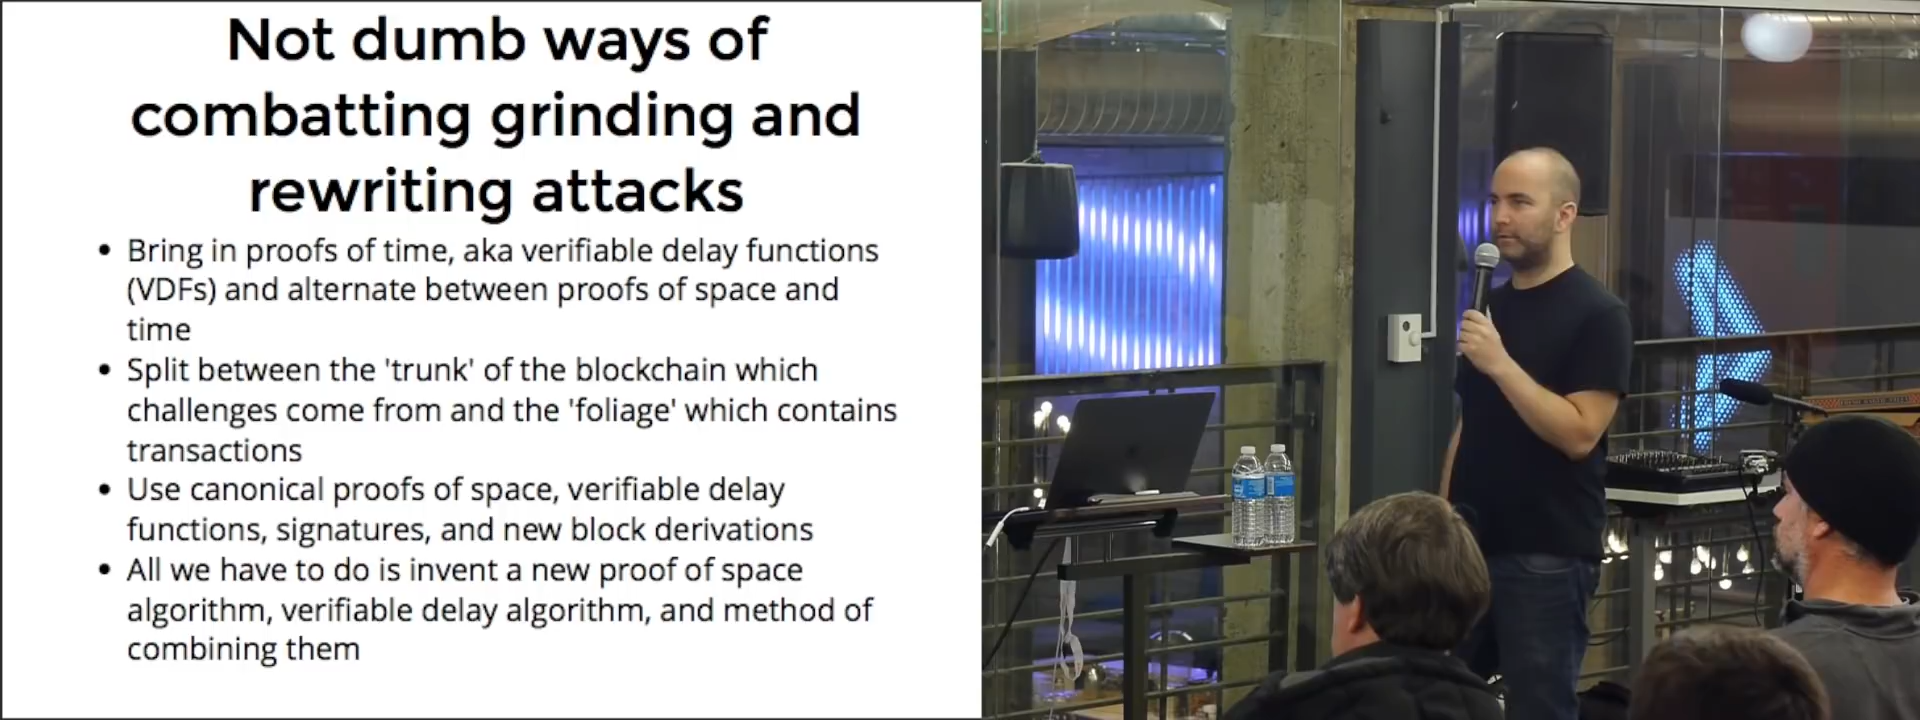 Not dumb ways of
combatting grinding and
rewriting attacks
• Bring in proofs of time, aka verifiable delay functions
(VDFs) and alternate between proofs of space and
time
• Split between the 'trunk' of the blockchain which
challenges come from and the 'foliage' which contains
transactions
• Use canonical proofs of space, verifiable delay
functions, signatures, and new block derivations
• All we have to do is invent a new proof of space
algorithm, verifiable delay algorithm, and method of
combining them